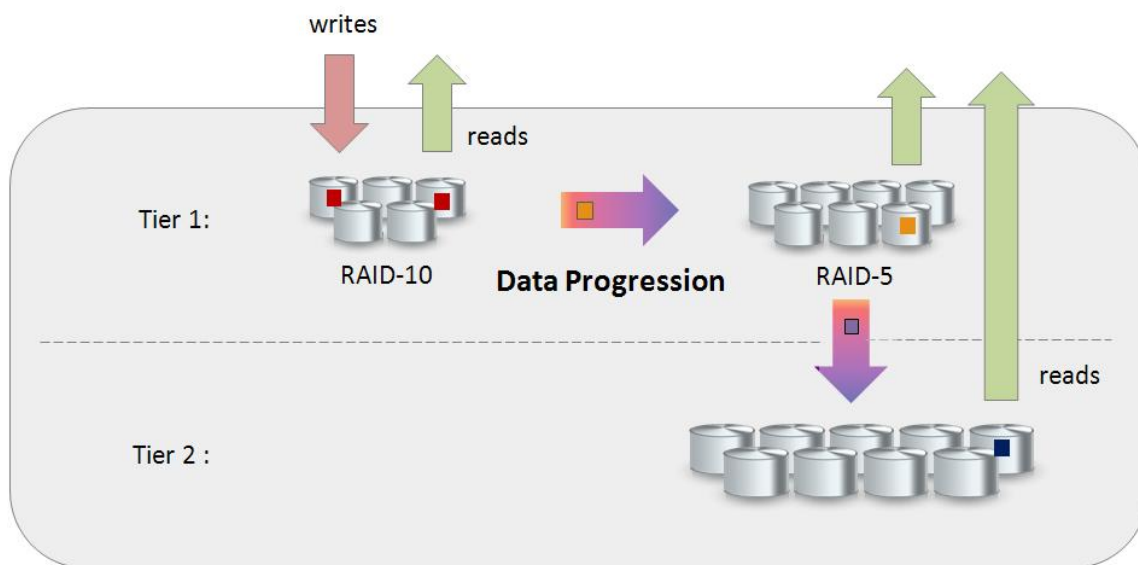 writes
reads
Tier 1:
RAID-10
Data Progression
RAID-5
reads
Tier 2 :